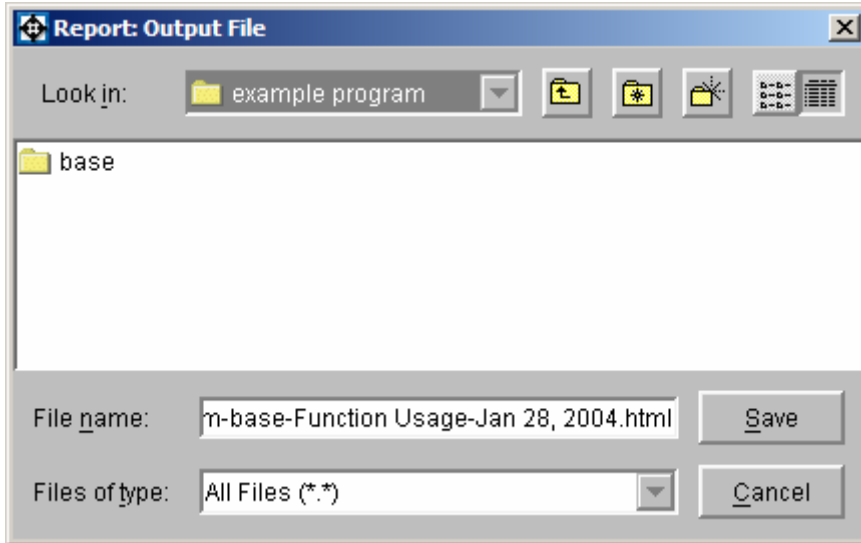 Report: Output File
Look in: example program
base
File name: m-base-Function Usage-Jan 28, 2004.html Save
Files of type: All Files (*.*) Cancel